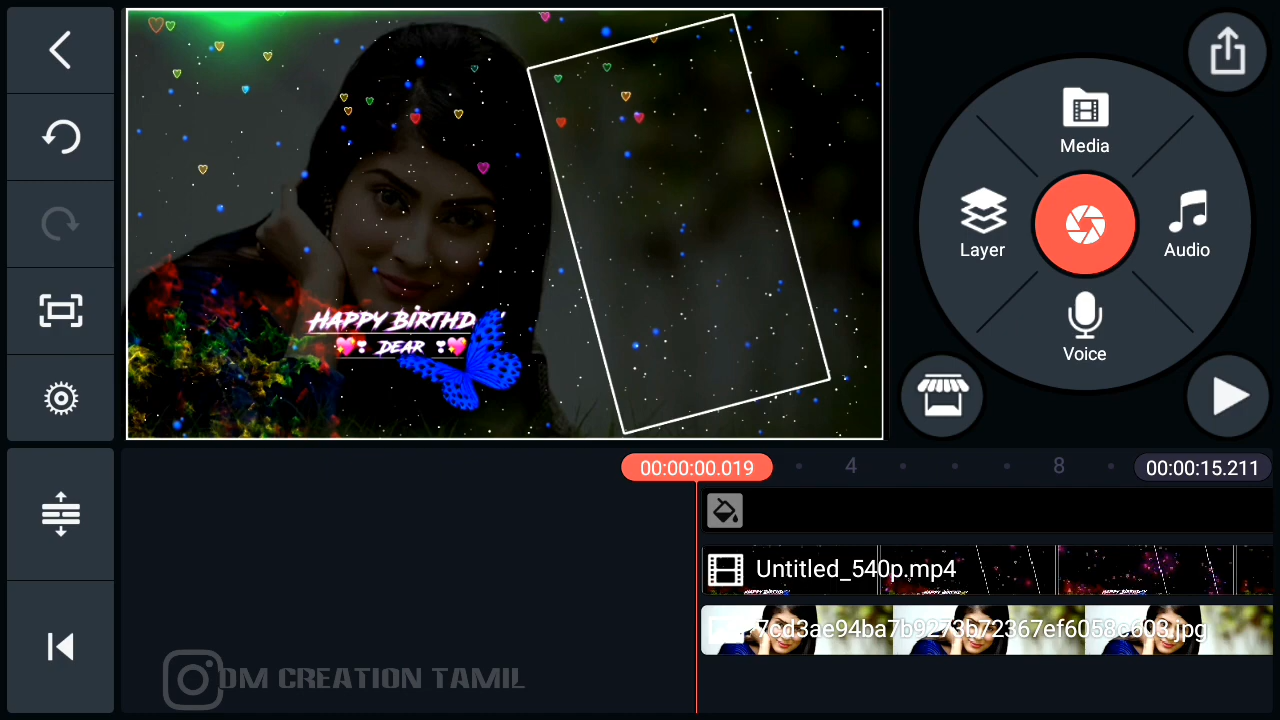 Media
Layer
Audio
Voice
HAPPY BIRTHD
DEAR
00:00:00.019
4
8
00:00:15.211
Untitled_540p.mp4
7cd3ae94ba7b9273b72367ef6058c603.jpg
DM CREATION TAMIL